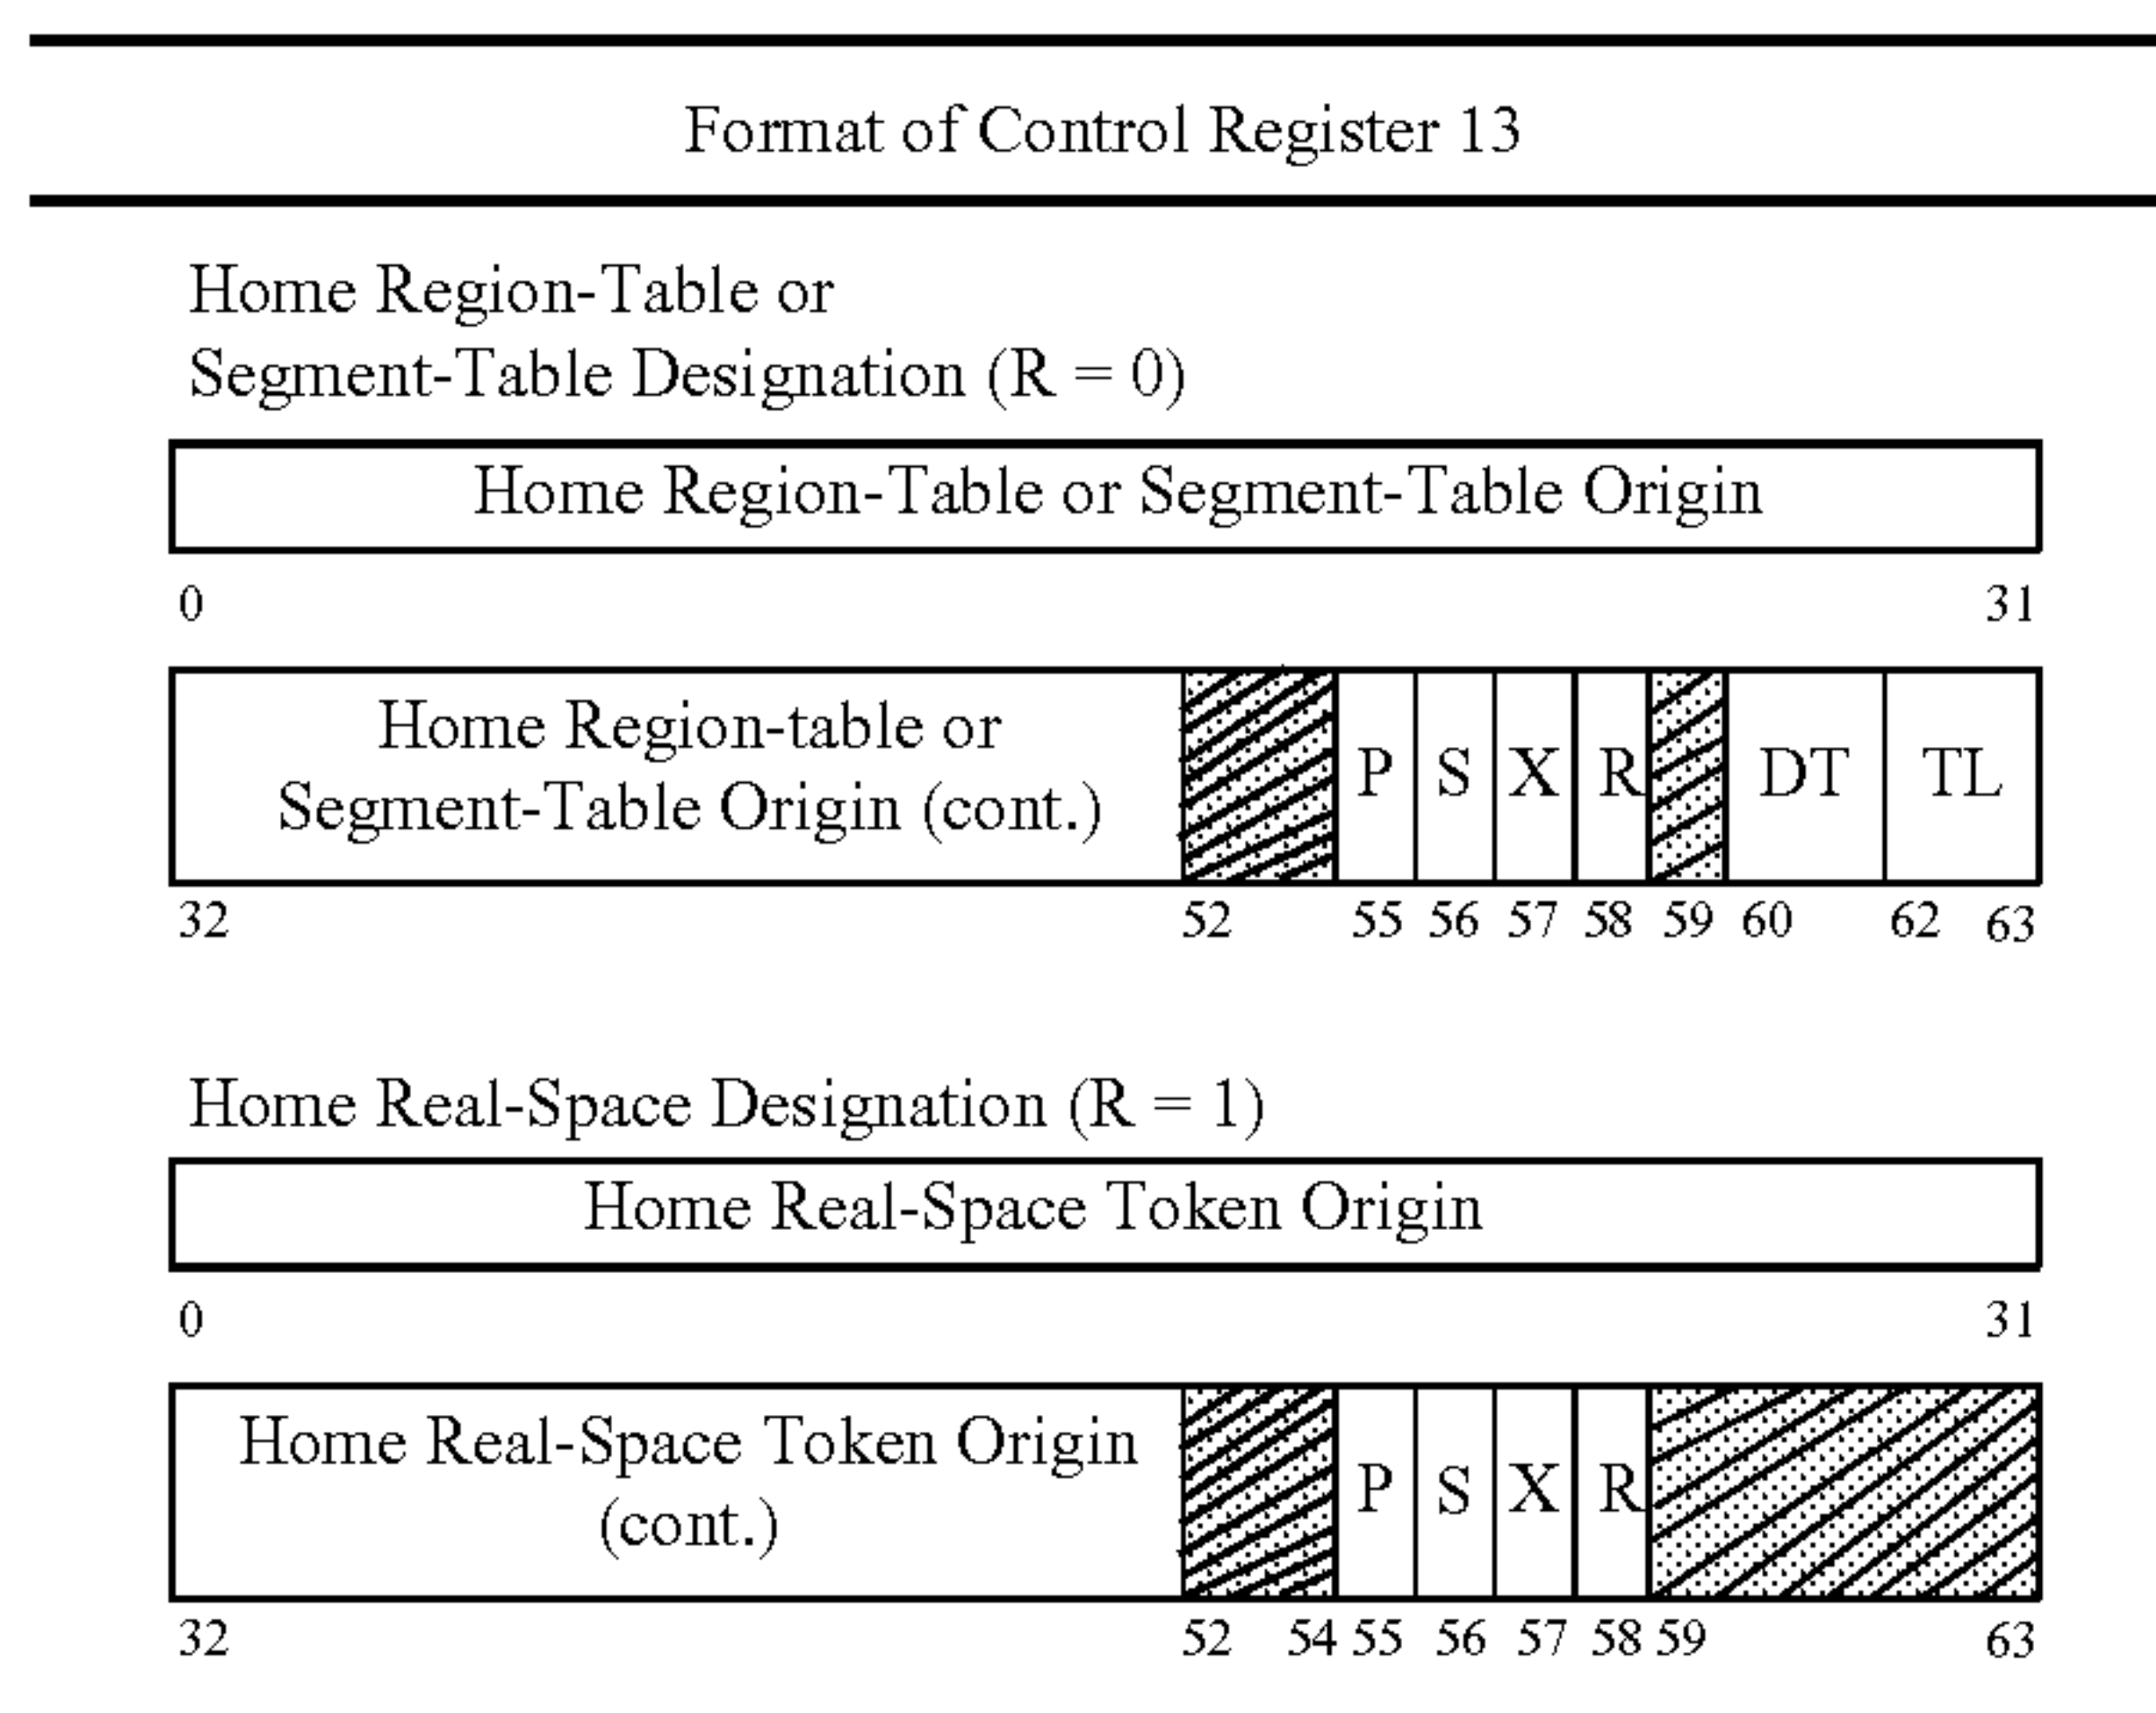 Format of Control Register 13
Home Region-Table or
Segment-Table Designation (R = 0)
Home Region-Table or Segment-Table Origin
0 31
Home Region-table or
Segment-Table Origin (cont.)
P S X R DT TL
32 52 55 56 57 58 59 60 62 63
Home Real-Space Designation (R = 1)
Home Real-Space Token Origin
0 31
Home Real-Space Token Origin
(cont.)
P S X R
32 52 54 55 56 57 58 59 63